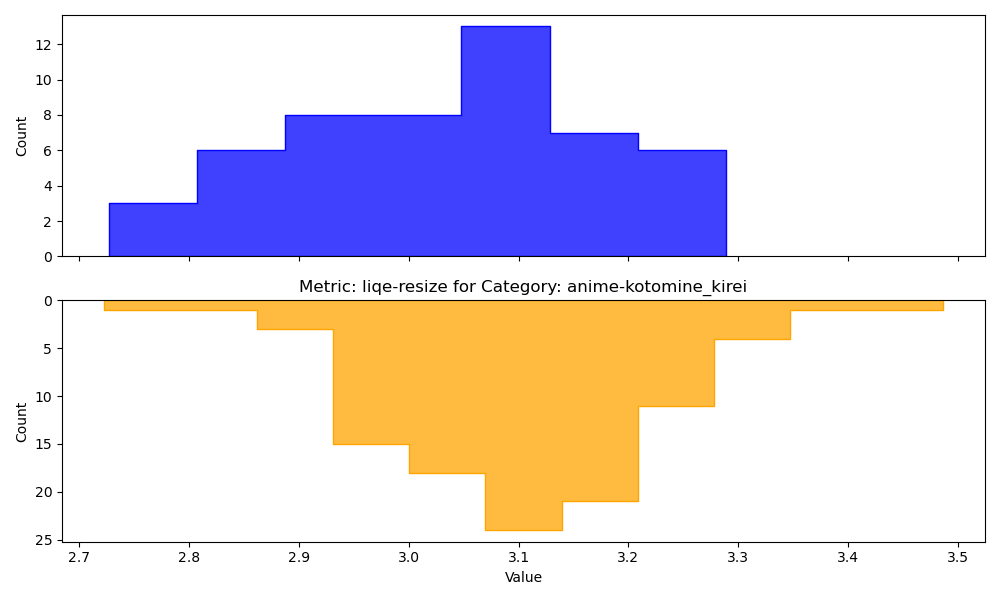 12
10
8
6
4
2
0
Count
Metric: liqe-resize for Category: anime-kotomine_kirei
0
5
10
15
20
25
Count
2.7 2.8 2.9 3.0 3.1 3.2 3.3 3.4 3.5
Value